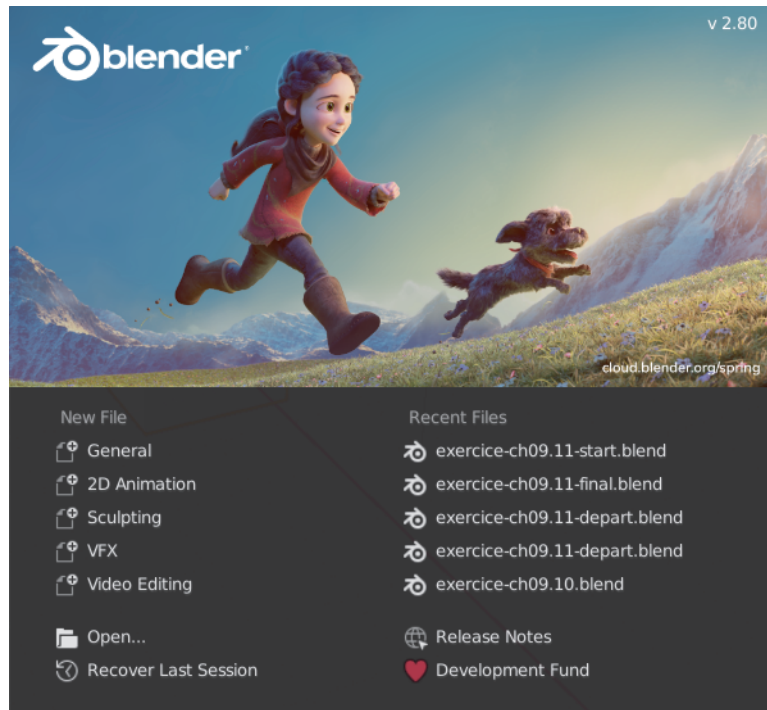 v 2.80
blender
cloud.blender.org/spring
New File
General
2D Animation
Sculpting
VFX
Video Editing
Open...
Recover Last Session
Recent Files
exercice-ch09.11-start.blend
exercice-ch09.11-final.blend
exercice-ch09.11-depart.blend
exercice-ch09.11-depart.blend
exercice-ch09.10.blend
Release Notes
Development Fund